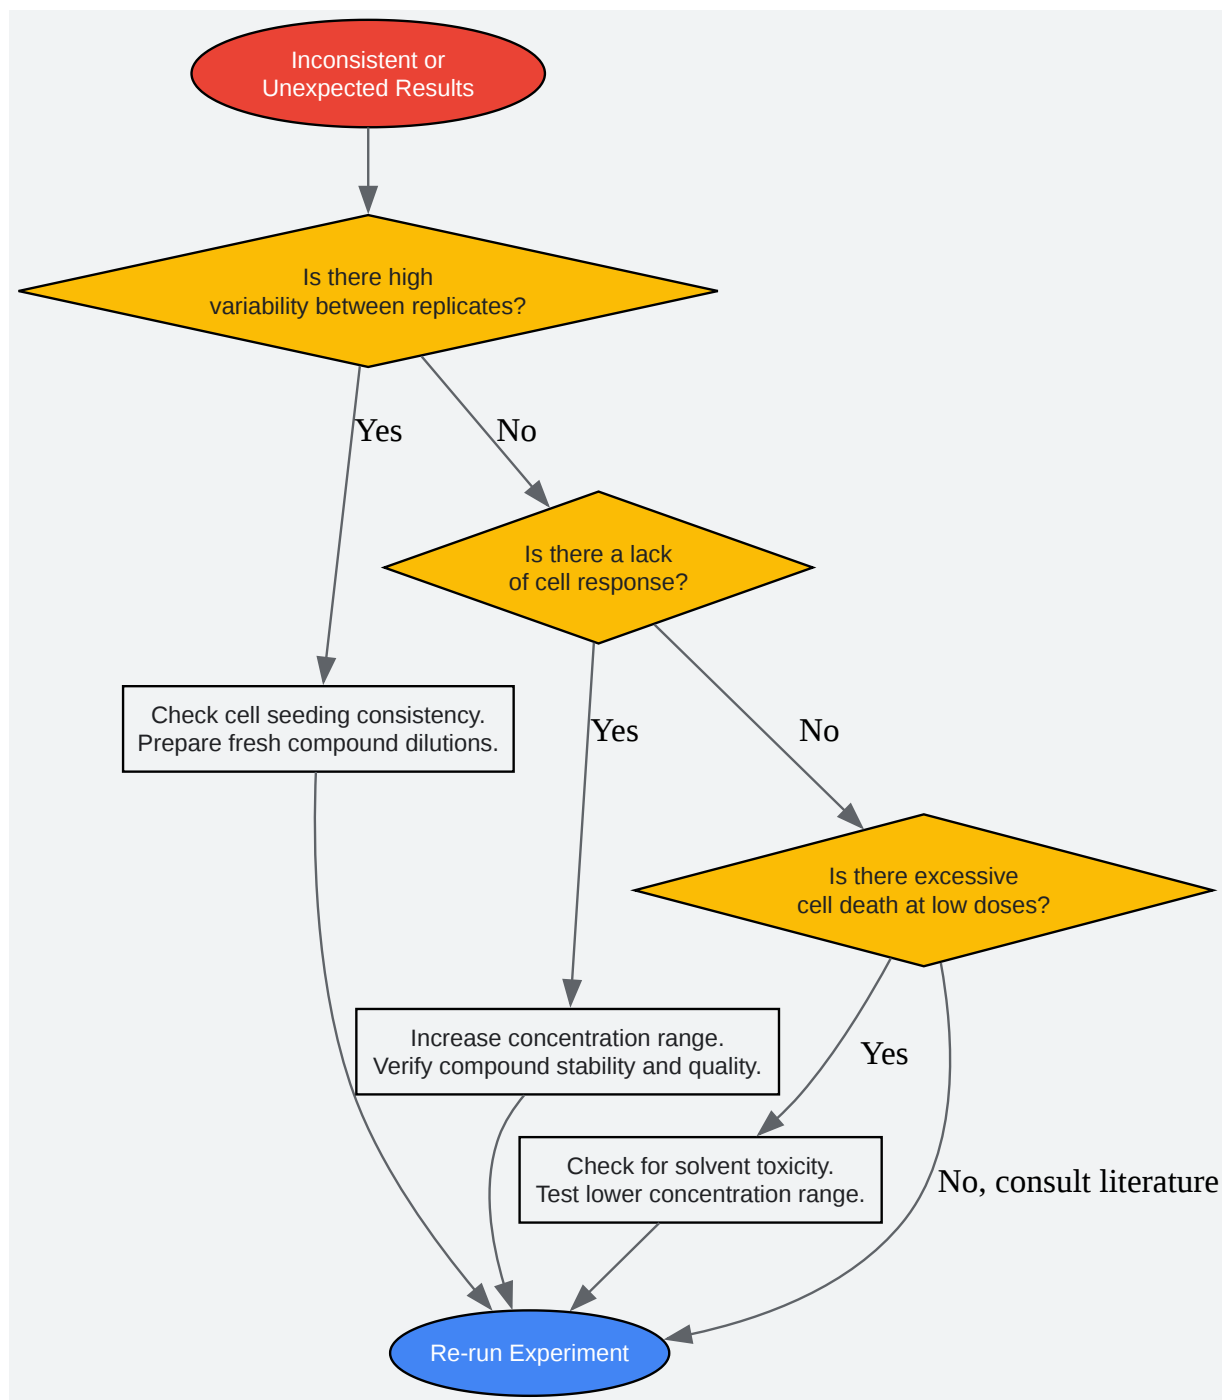 Inconsistent or
Unexpected Results
Is there high
variability between replicates?
Yes
No
Is there a lack
of cell response?
Check cell seeding consistency.
Prepare fresh compound dilutions.
Yes
No
Is there excessive
cell death at low doses?
Increase concentration range.
Verify compound stability and quality.
Yes
Check for solvent toxicity.
Test lower concentration range.
No, consult literature
Re-run Experiment